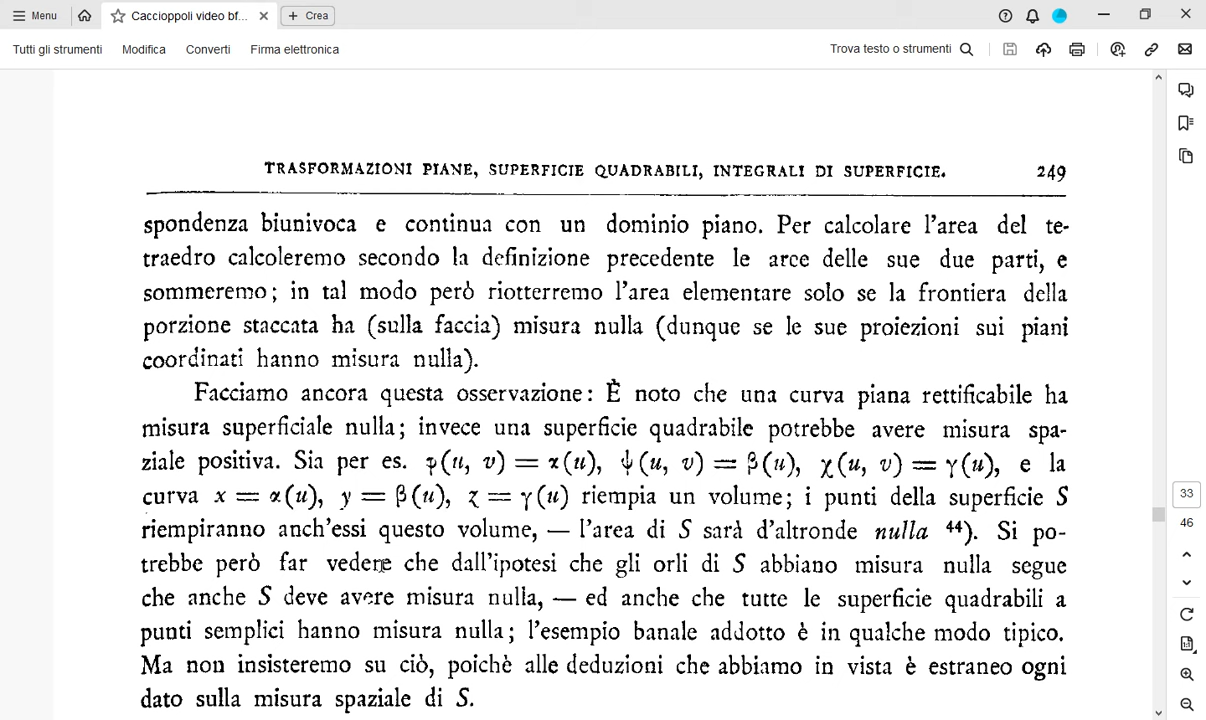 Menu
Caccioppoli video bf...
Crea
Tutti gli strumenti Modifica Converti Firma elettronica
Trova testo o strumenti
TRASFORMAZIONI PIANE, SUPERFICIE QUADRABILI, INTEGRALI DI SUPERFICIE. 249
spondenza biunivoca e continua con un dominio piano. Per calcolare l'area del te-
traedro calcoleremo secondo la definizione precedente le aree delle sue due parti, e
sommeremo; in tal modo però riotterremo l'area elementare solo se la frontiera della
porzione staccata ha (sulla faccia) misura nulla (dunque se le sue proiezioni sui piani
coordinati hanno misura nulla).
Facciamo ancora questa osservazione: È noto che una curva piana rettificabile ha
misura superficiale nulla; invece una superficie quadrabile potrebbe avere misura spa-
ziale positiva. Sia per es. φ(u, v) = α(u), ψ(u, v) = β(u), χ(u, v) = γ(u), e la
curva x = α(u), y = β(u), z = γ(u) riempia un volume; i punti della superficie S
riempiranno anch'essi questo volume, — l'area di S sarà d'altronde nulla 44). Si po-
trebbe però far vedere che dall'ipotesi che gli orli di S abbiano misura nulla segue
che anche S deve avere misura nulla, — ed anche che tutte le superficie quadrabili a
punti semplici hanno misura nulla; l'esempio banale addotto è in qualche modo tipico.
Ma non insisteremo su ciò, poichè alle deduzioni che abbiamo in vista è estraneo ogni
dato sulla misura spaziale di S.
33
46